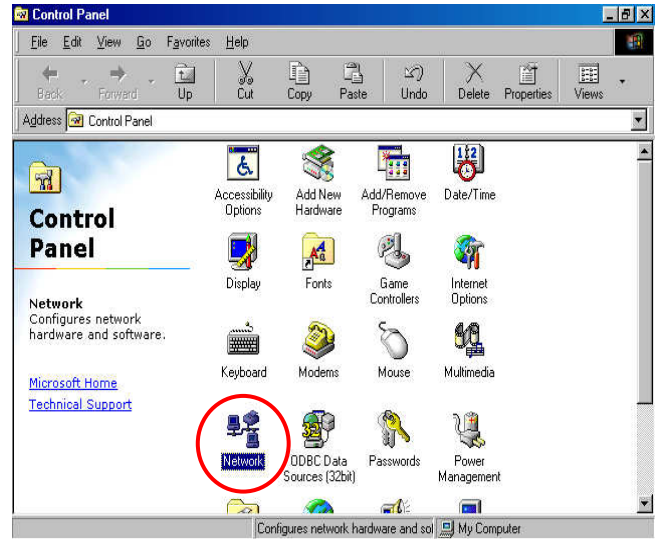 Control Panel
File Edit View Go Favorites Help
Back Forward Up Cut Copy Paste Undo Delete Properties Views
Address Control Panel
Control
Panel
Network
Configures network
hardware and software.
Microsoft Home
Technical Support
Accessibility
Options
Add New
Hardware
Add/Remove
Programs
Date/Time
Display
Fonts
Game
Controllers
Internet
Options
Keyboard
Modems
Mouse
Multimedia
Network
ODBC Data
Sources (32bit)
Passwords
Power
Management
Configures network hardware and sol My Computer